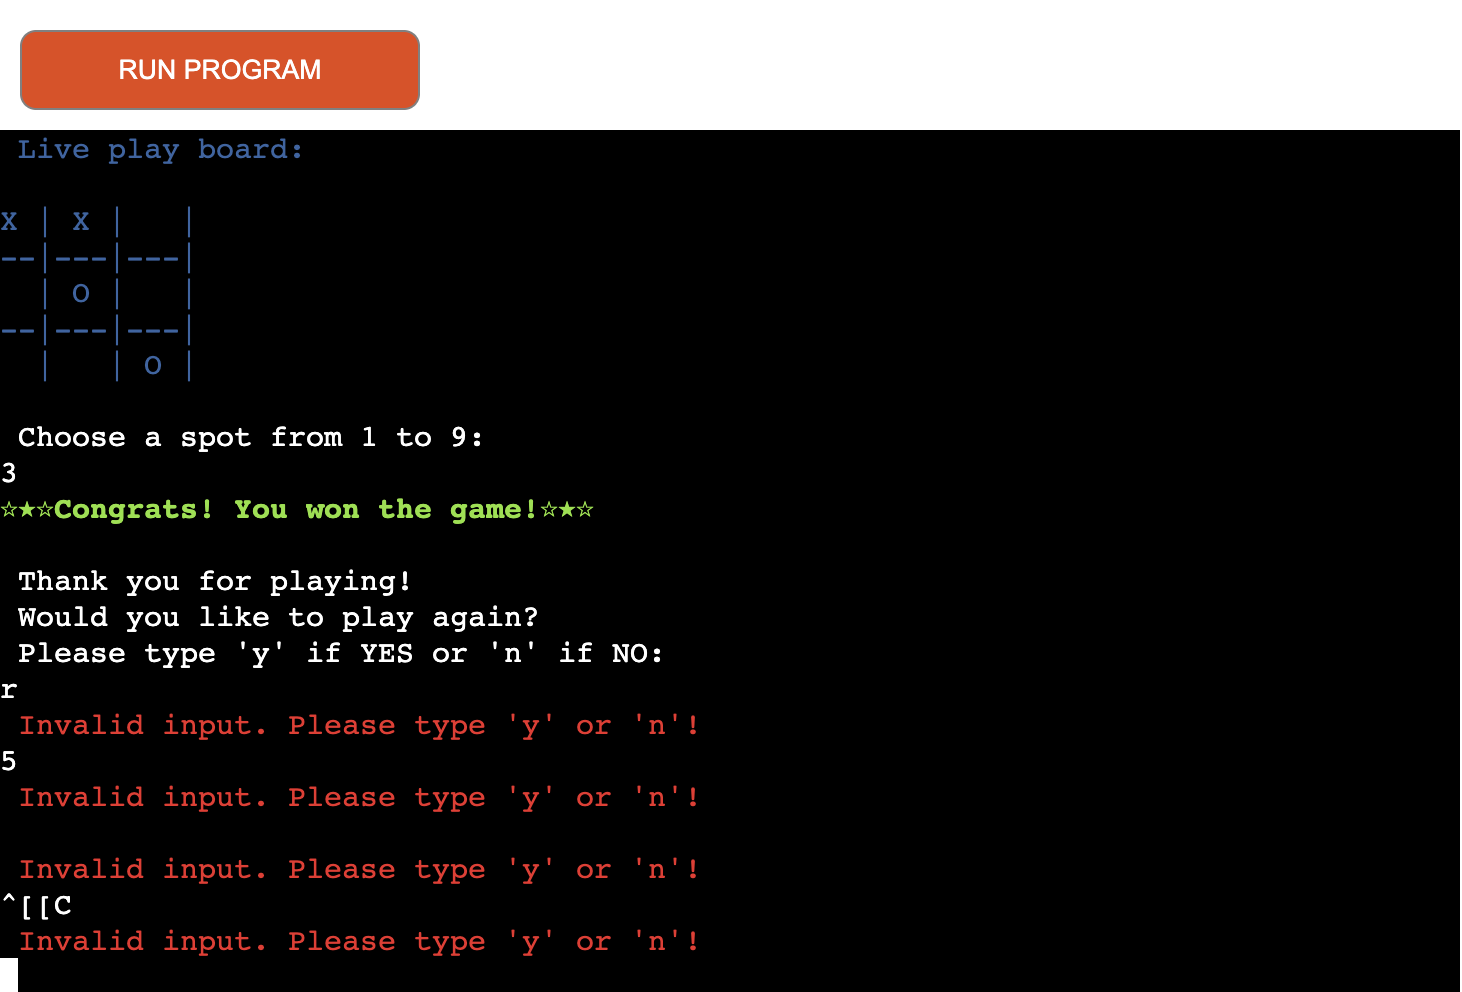 RUN PROGRAM
Live play board:
X | X |   |
--|---|---|
  | O |   |
--|---|---|
  |   | O |
Choose a spot from 1 to 9:
3
☆★☆Congrats! You won the game!☆★☆
Thank you for playing!
Would you like to play again?
Please type 'y' if YES or 'n' if NO:
r
Invalid input. Please type 'y' or 'n'!
5
Invalid input. Please type 'y' or 'n'!
Invalid input. Please type 'y' or 'n'!
^[[C
Invalid input. Please type 'y' or 'n'!